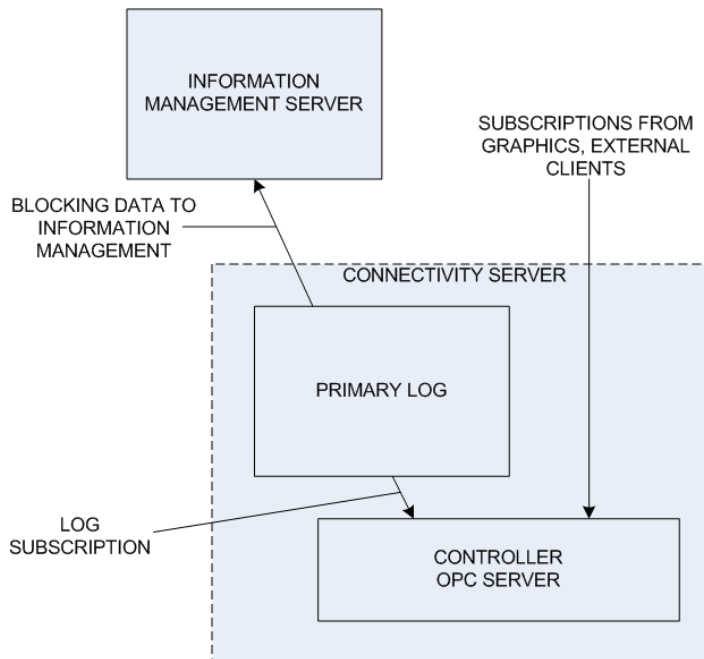 INFORMATION
MANAGEMENT SERVER
SUBSCRIPTIONS FROM
GRAPHICS, EXTERNAL
CLIENTS
BLOCKING DATA TO
INFORMATION
MANAGEMENT
CONNECTIVITY SERVER
PRIMARY LOG
LOG
SUBSCRIPTION
CONTROLLER
OPC SERVER